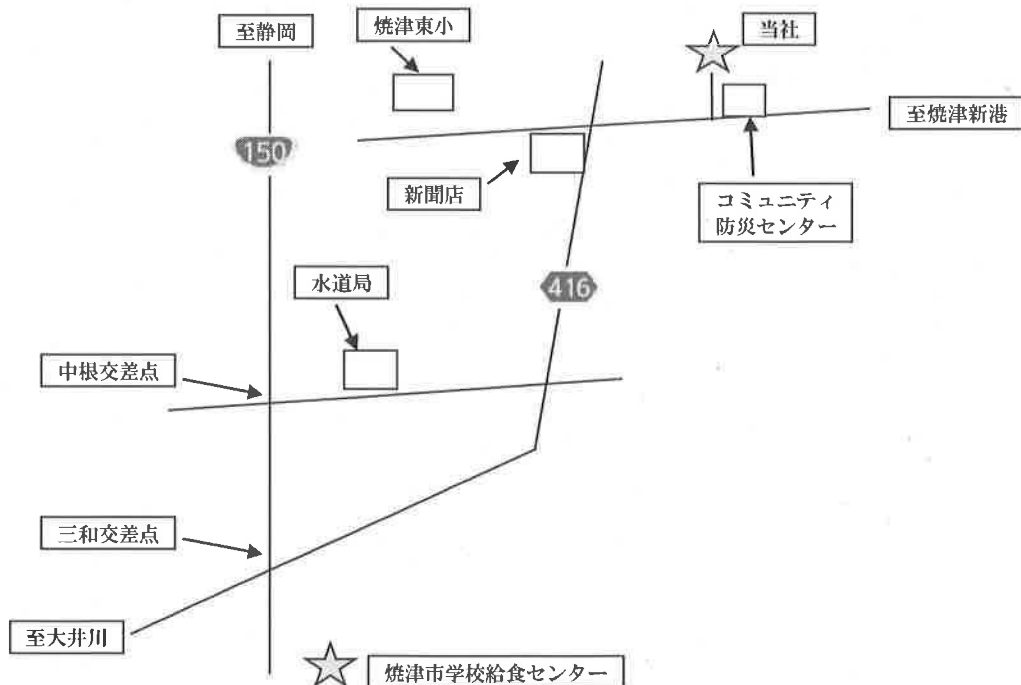 至静岡
焼津東小
当社
至焼津新港
150
新聞店
コミュニティ
防災センター
水道局
416
中根交差点
三和交差点
至大井川
焼津市学校給食センター